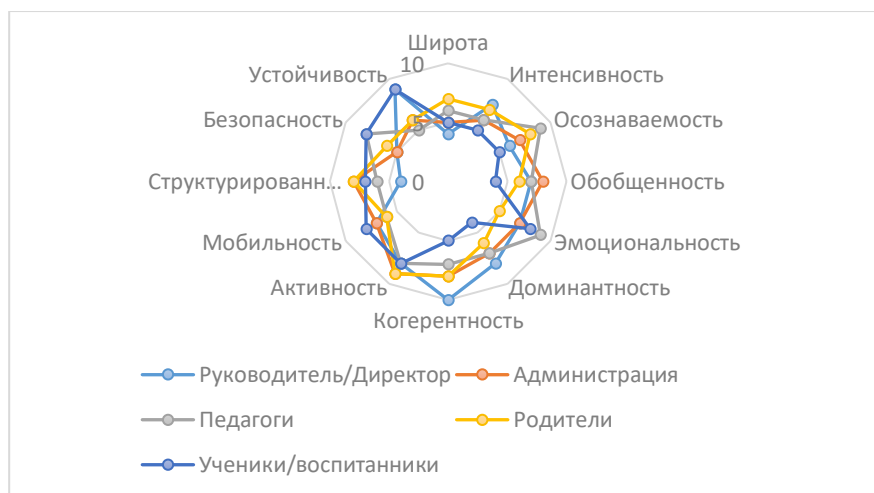 Широта
10
Устойчивость
Интенсивность
Безопасность
5
Осознаваемость
Структурированн...
0
Обобщенность
Мобильность
Эмоциональность
Активность
Доминантность
Когерентность
Руководитель/Директор
Администрация
Педагоги
Родители
Ученики/воспитанники